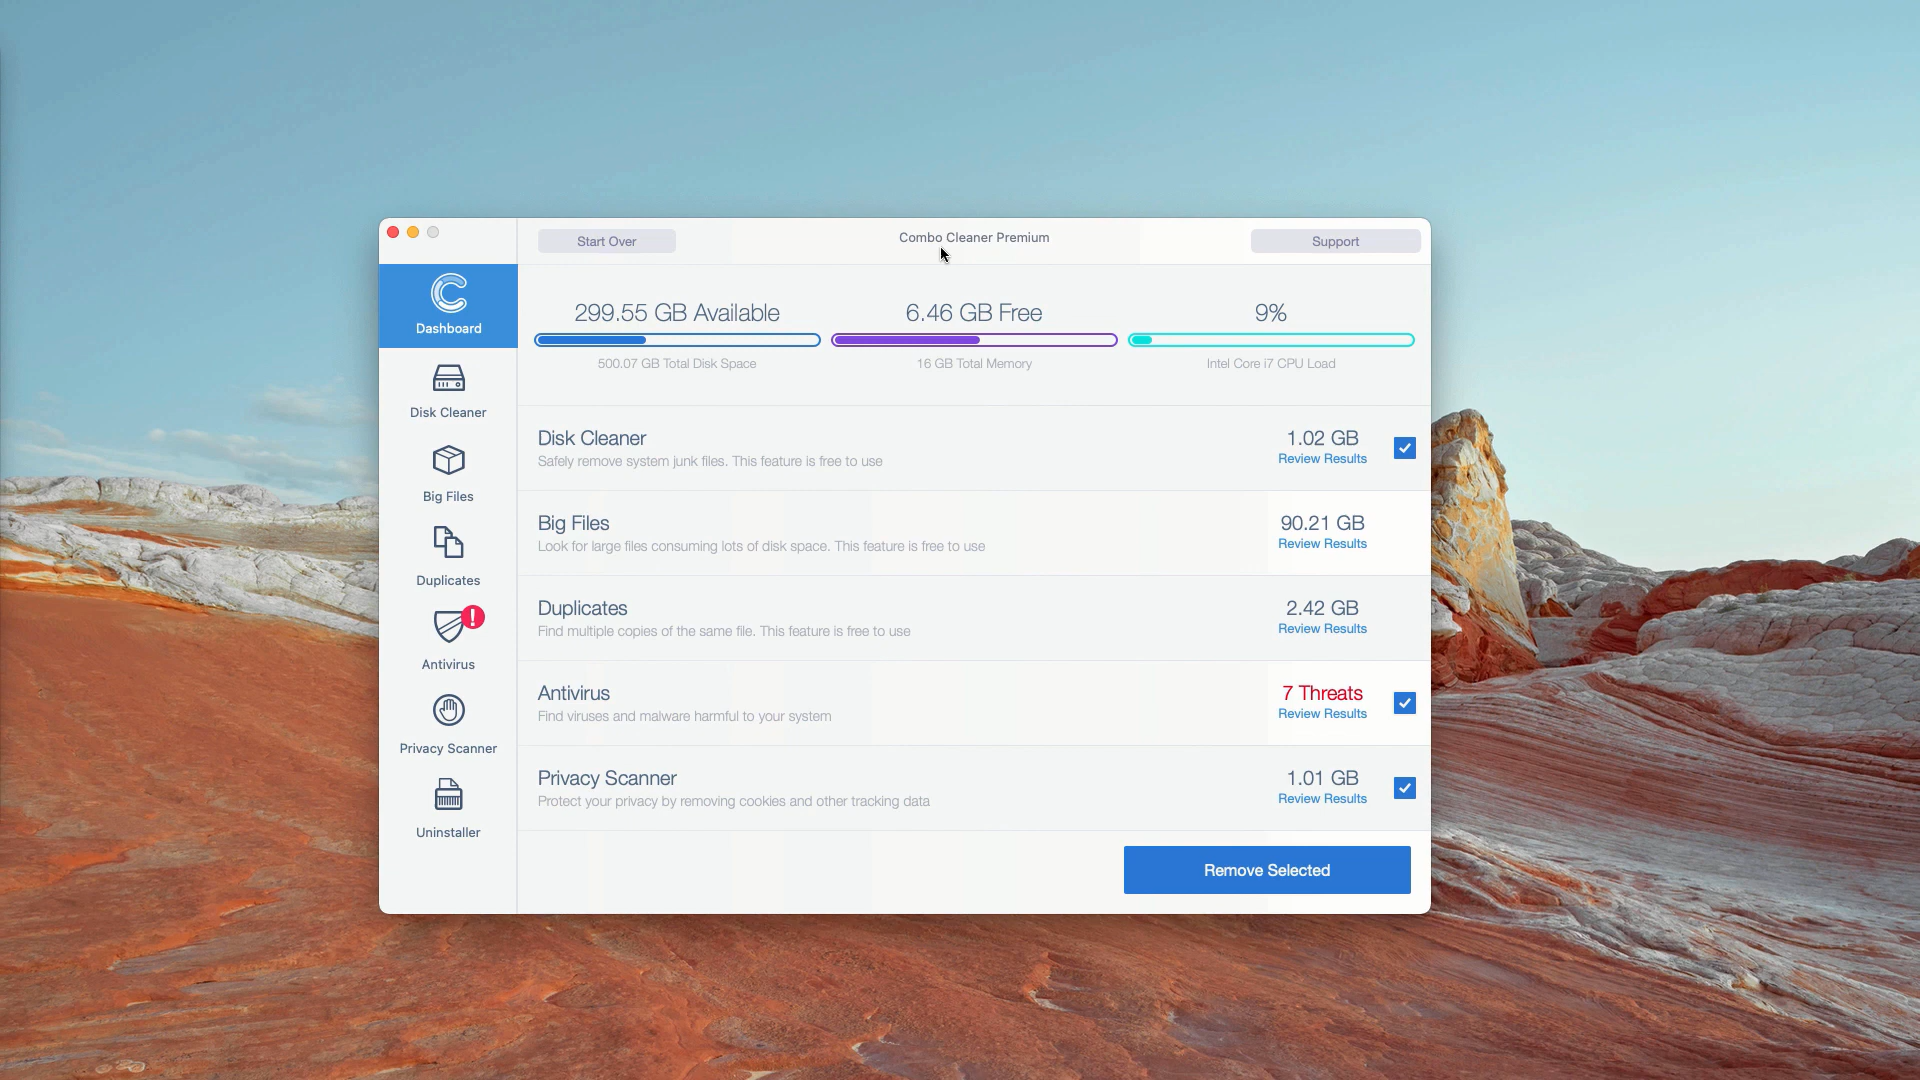 Start Over
Combo Cleaner Premium
Support
Dashboard
Disk Cleaner
Big Files
Duplicates
Antivirus
Privacy Scanner
Uninstaller
299.55 GB Available
500.07 GB Total Disk Space
6.46 GB Free
16 GB Total Memory
9%
Intel Core i7 CPU Load
Disk Cleaner
Safely remove system junk files. This feature is free to use
1.02 GB
Review Results
Big Files
Look for large files consuming lots of disk space. This feature is free to use
90.21 GB
Review Results
Duplicates
Find multiple copies of the same file. This feature is free to use
2.42 GB
Review Results
Antivirus
Find viruses and malware harmful to your system
7 Threats
Review Results
Privacy Scanner
Protect your privacy by removing cookies and other tracking data
1.01 GB
Review Results
Remove Selected